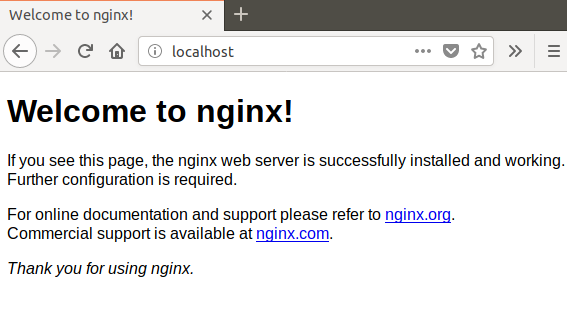 Welcome to nginx!
localhost
Welcome to nginx!
If you see this page, the nginx web server is successfully installed and working.
Further configuration is required.
For online documentation and support please refer to nginx.org.
Commercial support is available at nginx.com.
Thank you for using nginx.